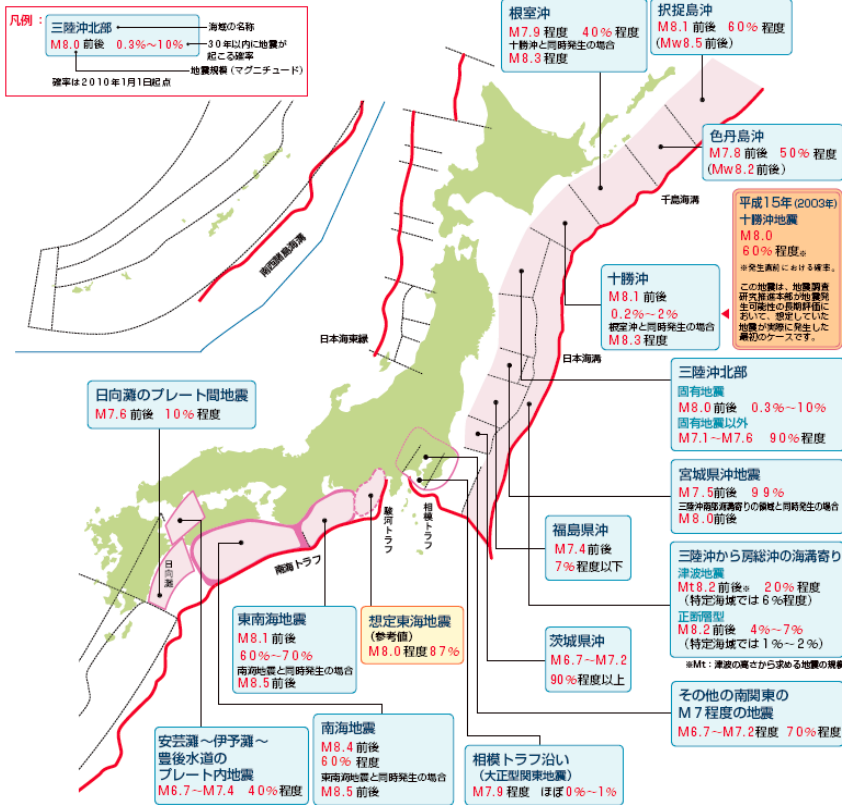 凡例：
三陸沖北部
海域の名称
M8.0 前後 0.3%～10%
30年以内に地震が
起こる確率
地震規模（マグニチュード）
確率は2010年1月1日起点
根室沖
M7.9 程度 40% 程度
十勝沖と同時発生の場合
M8.3 程度
択捉島沖
M8.1 前後 60% 程度
(Mw8.5前後)
色丹島沖
M7.8 前後 50% 程度
(Mw8.2前後)
千島海溝
平成15年(2003年)
十勝沖地震
M8.0
60%程度※
※発生直前における確率。
この地震は、地震調査
研究推進本部が地震発
生可能性の長期評価に
おいて、想定していた
地震が実際に発生した
最初のケースです。
南西諸島海溝
日本海東縁
十勝沖
M8.1 前後
0.2%～2%
根室沖と同時発生の場合
M8.3 程度
日本海溝
三陸沖北部
固有地震
M8.0前後 0.3%～10%
固有地震以外
M7.1～M7.6 90%程度
日向灘のプレート間地震
M7.6 前後 10% 程度
宮城県沖地震
M7.5前後 99%
三陸沖南部海溝寄りの領域と同時発生の場合
M8.0前後
福島県沖
M7.4前後
7%程度以下
三陸沖から房総沖の海溝寄り
津波地震
Mt8.2前後※ 20%程度
（特定海域では6%程度）
正断層型
M8.2前後 4%～7%
（特定海域では1%～2%）
※Mt：津波の高さから求める地震の規模
駿河トラフ
相模トラフ
南海トラフ
日向灘
東南海地震
M8.1 前後
60%～70%
南海地震と同時発生の場合
M8.5 前後
想定東海地震
(参考値)
M8.0程度87%
茨城県沖
M6.7～M7.2
90%程度以上
その他の南関東の
M7程度の地震
M6.7～M7.2程度 70%程度
安芸灘～伊予灘～
豊後水道の
プレート内地震
M6.7～M7.4 40%程度
南海地震
M8.4 前後
60% 程度
東南海地震と同時発生の場合
M8.5 前後
相模トラフ沿い
（大正型関東地震）
M7.9 程度 ほぼ0%～1%